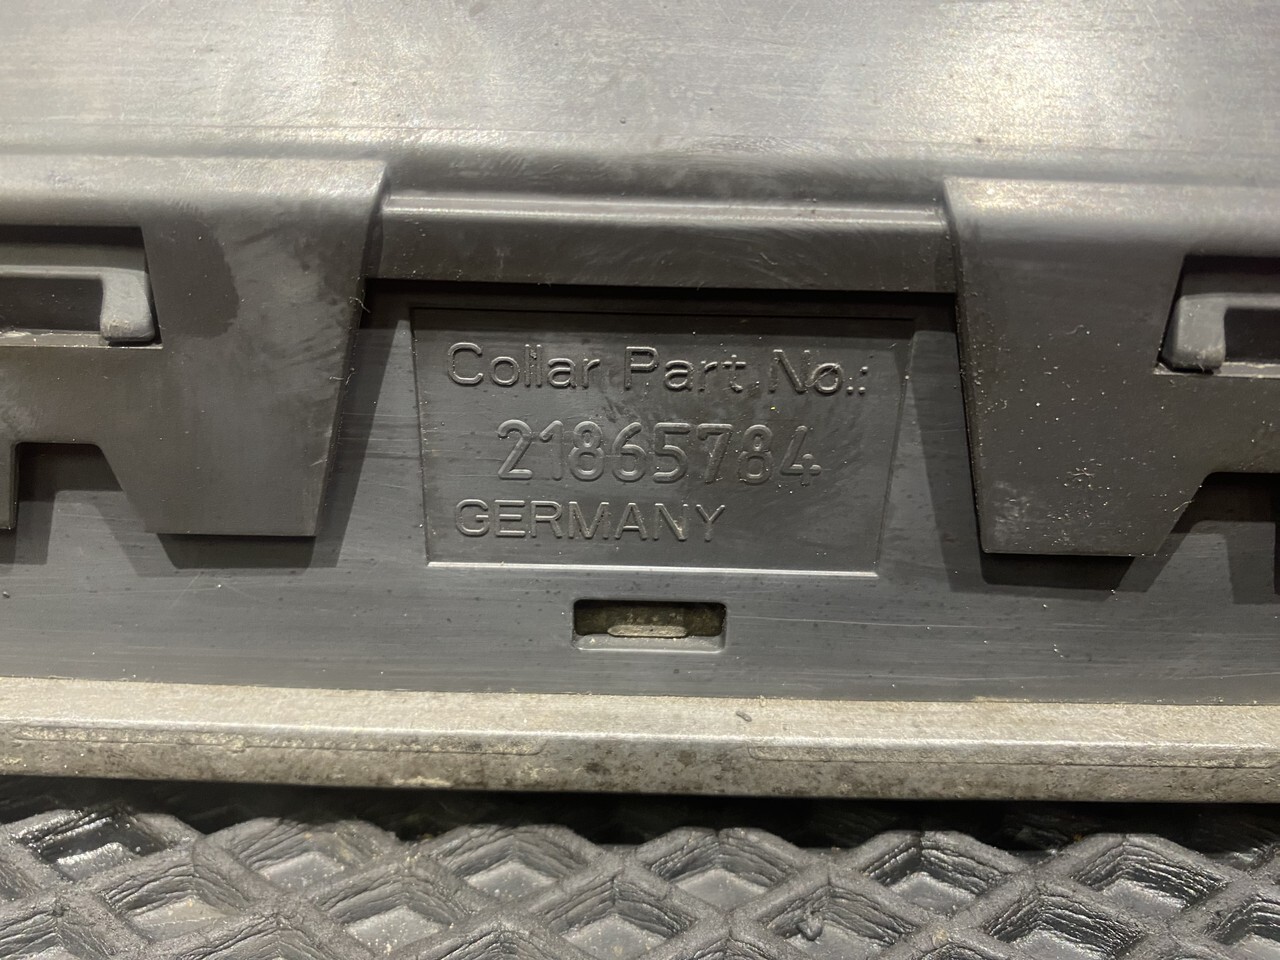 Collar Part No.:
21865784
GERMANY